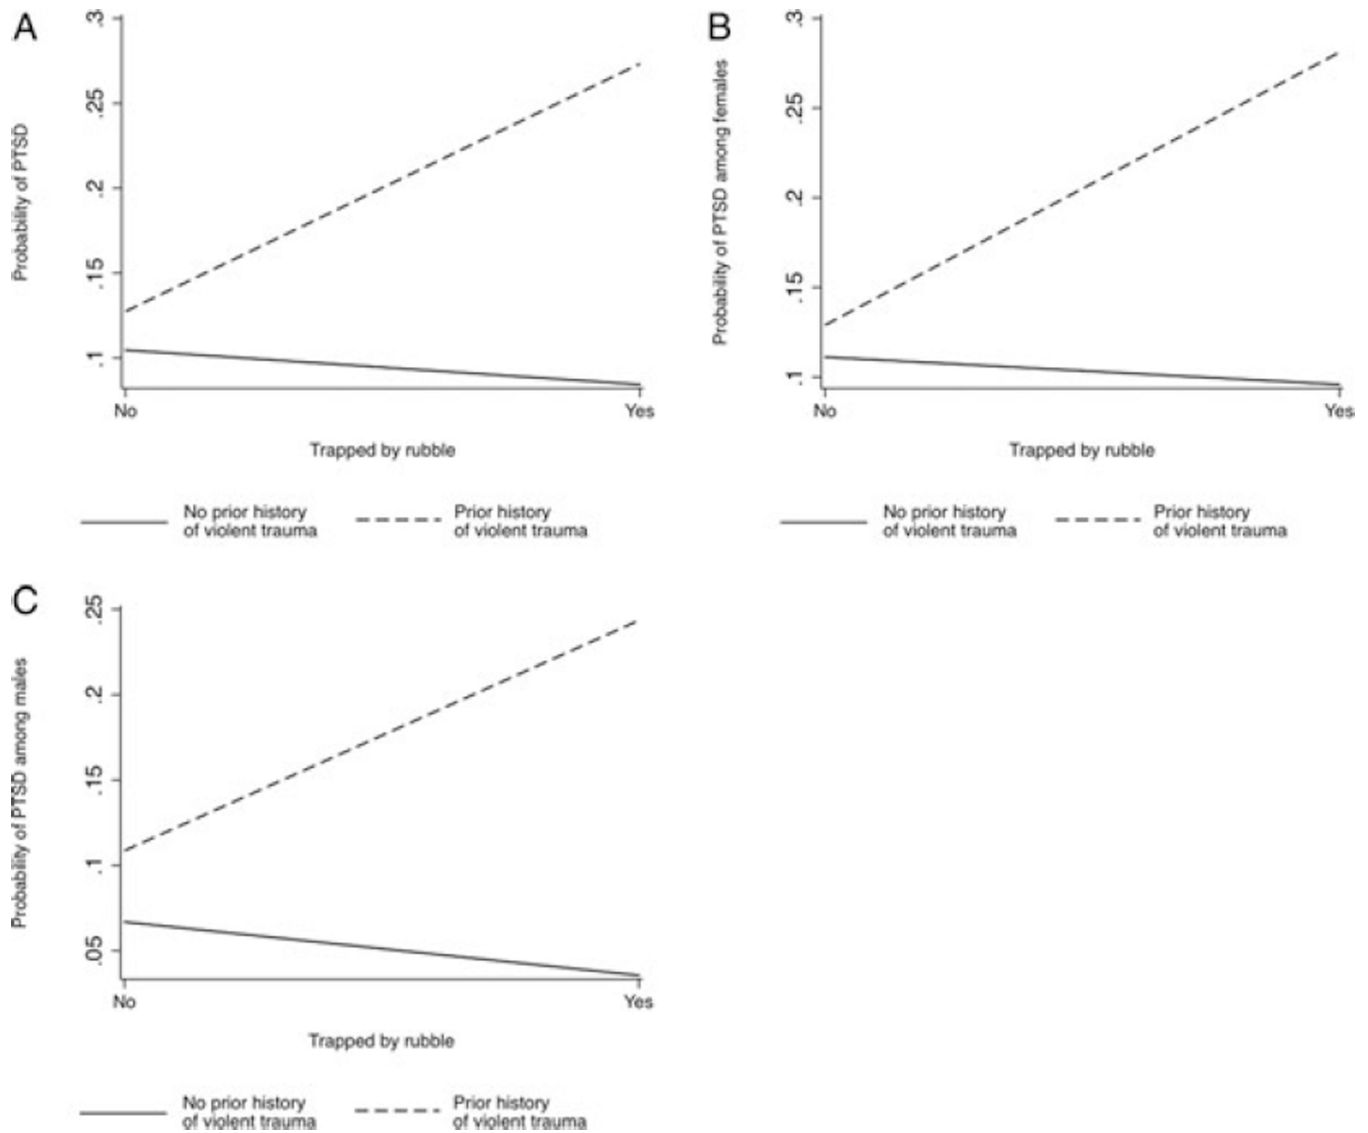 A
Probability of PTSD
.3
.25
.2
.15
.1
No
Yes
Trapped by rubble
No prior history
of violent trauma
Prior history
of violent trauma
B
Probability of PTSD among females
.3
.25
.2
.15
.1
No
Yes
Trapped by rubble
No prior history
of violent trauma
Prior history
of violent trauma
C
Probability of PTSD among males
.25
.2
.15
.1
.05
No
Yes
Trapped by rubble
No prior history
of violent trauma
Prior history
of violent trauma